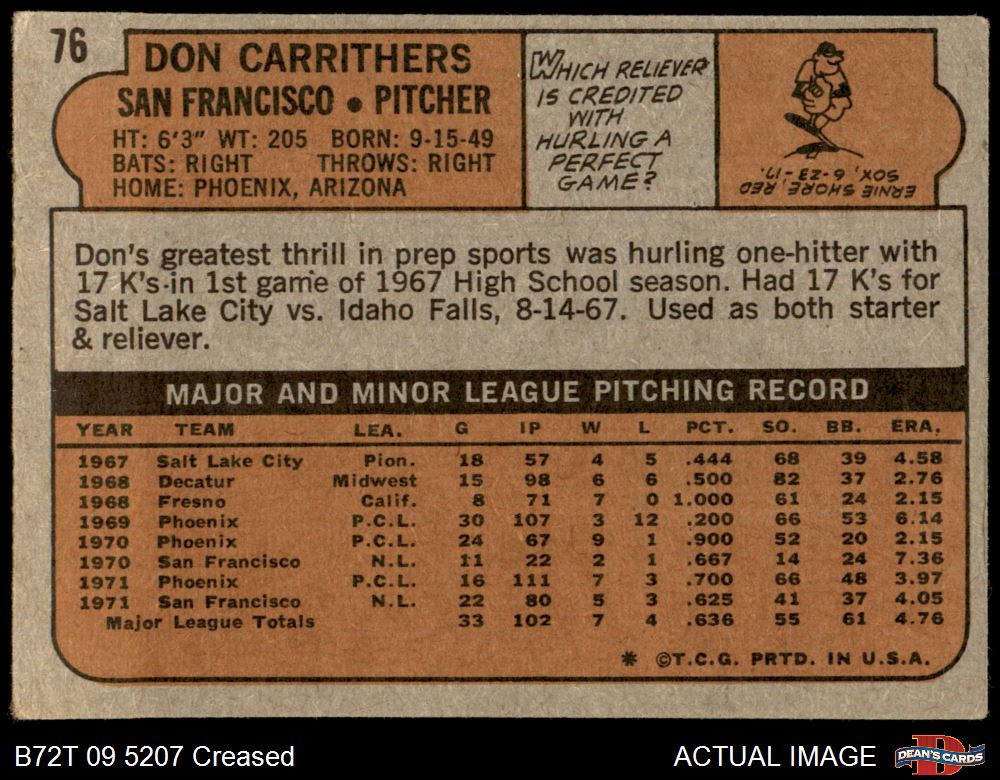 76
DON CARRITHERS
SAN FRANCISCO • PITCHER
HT: 6'3" WT: 205 BORN: 9-15-49
BATS: RIGHT THROWS: RIGHT
HOME: PHOENIX, ARIZONA
WHICH RELIEVER
IS CREDITED
WITH
HURLING A
PERFECT
GAME?
ERNIE SHORE, RED
SOX, 6-23-'17.
Don's greatest thrill in prep sports was hurling one-hitter with
17 K's in 1st game of 1967 High School season. Had 17 K's for
Salt Lake City vs. Idaho Falls, 8-14-67. Used as both starter
& reliever.
MAJOR AND MINOR LEAGUE PITCHING RECORD
YEAR TEAM LEA. G IP W L PCT. SO. BB. ERA.
1967 Salt Lake City Pion. 18 57 4 5 .444 68 39 4.58
1968 Decatur Midwest 15 98 6 6 .500 82 37 2.76
1968 Fresno Calif. 8 71 7 0 1.000 61 24 2.15
1969 Phoenix P.C.L. 30 107 3 12 .200 66 53 6.14
1970 Phoenix P.C.L. 24 67 9 1 .900 52 20 2.15
1970 San Francisco N.L. 11 22 2 1 .667 14 24 7.36
1971 Phoenix P.C.L. 16 111 7 3 .700 66 48 3.97
1971 San Francisco N.L. 22 80 5 3 .625 41 37 4.05
Major League Totals 33 102 7 4 .636 55 61 4.76
* ©T.C.G. PRTD. IN U.S.A.
B72T 09 5207 Creased
ACTUAL IMAGE
DEAN'S CARDS